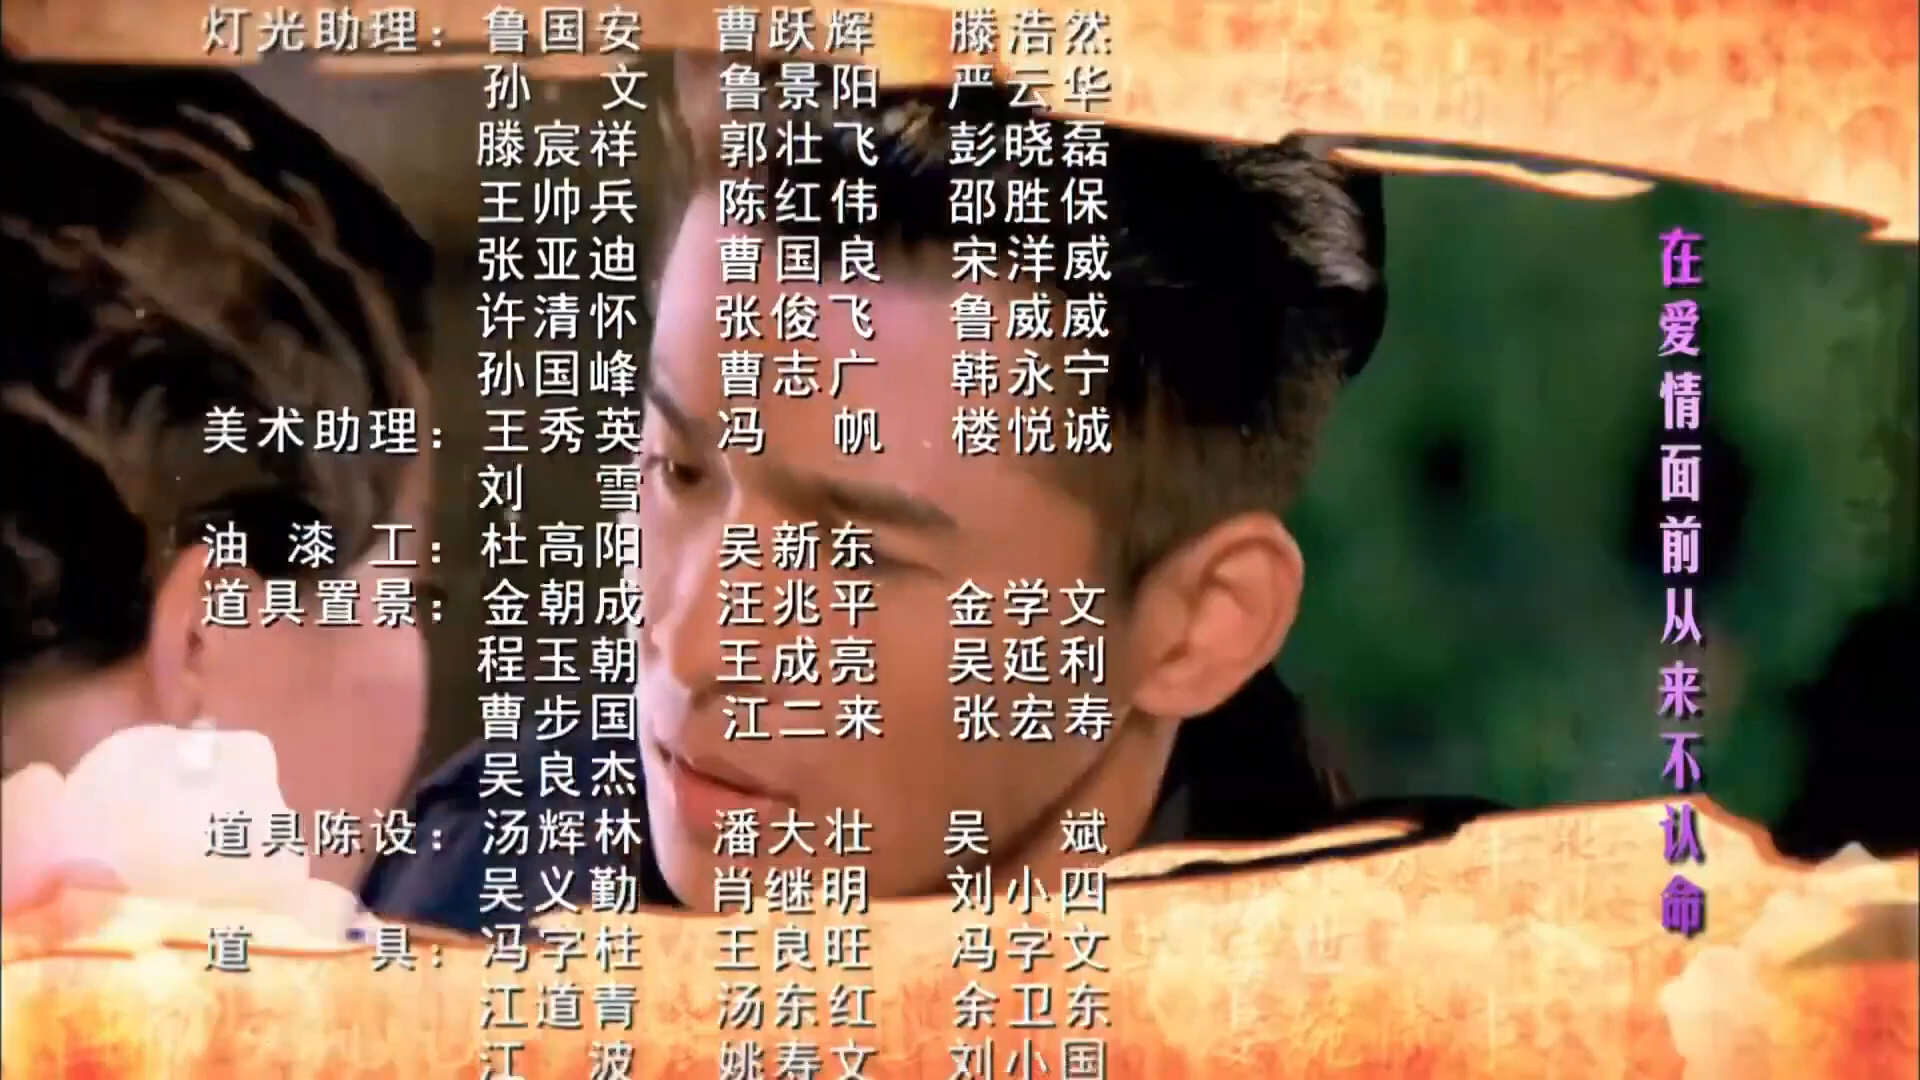 灯光助理：鲁国安 曹跃辉 滕浩然
孙 文 鲁景阳 严云华
滕宸祥 郭壮飞 彭晓磊
王帅兵 陈红伟 邵胜保
张亚迪 曹国良 宋洋威
许清怀 张俊飞 鲁威威
孙国峰 曹志广 韩永宁
美术助理：王秀英 冯 帆 楼悦诚
刘 雪
油 漆 工：杜高阳 吴新东
道具置景：金朝成 汪兆平 金学文
程玉朝 王成亮 吴延利
曹步国 江二来 张宏寿
吴良杰
道具陈设：汤辉林 潘大壮 吴 斌
吴义勤 肖继明 刘小四
道 具：冯字柱 王良旺 冯字文
江道青 汤东红 余卫东
江 波 姚寿文 刘小国
在爱情面前从来不认命